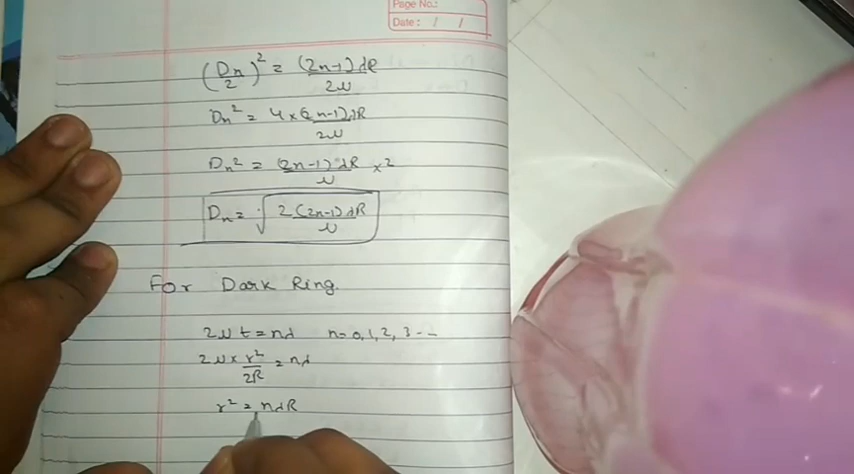 Page No.:
Date: / /
(Dn/2)² = (2n-1)λR/2μ
Dn² = 4×(2n-1)λR/2μ
Dn² = (2n-1)λR/μ ×2
Dn = √(2(2n-1)λR/μ)
For Dark Ring.
2μt = nλ n=0,1,2,3--
2μ× r²/2R = nλ
r² = nλR